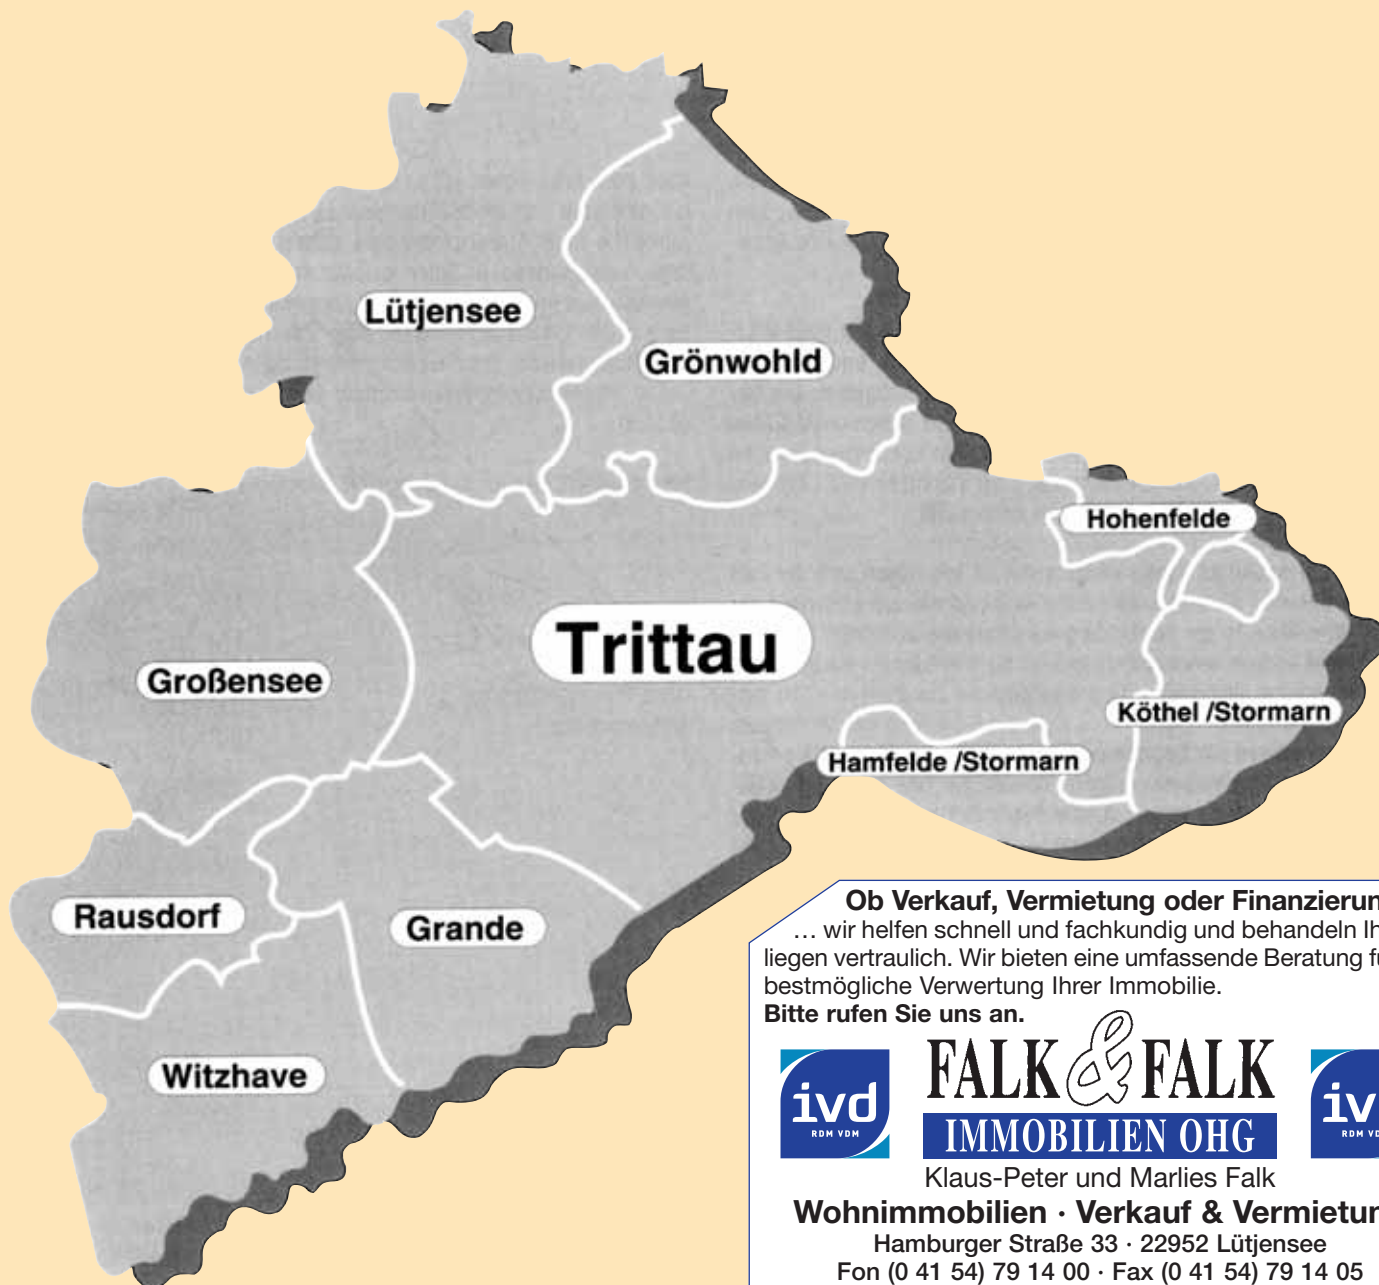 Lütjensee
Grönwohld
Hohenfelde
Trittau
Großensee
Köthel /Stormarn
Hamfelde /Stormarn
Rausdorf
Grande
Witzhave
Ob Verkauf, Vermietung oder Finanzierun
… wir helfen schnell und fachkundig und behandeln Ih
liegen vertraulich. Wir bieten eine umfassende Beratung fü
bestmögliche Verwertung Ihrer Immobilie.
Bitte rufen Sie uns an.
ivd
RDM VDM
FALK & FALK
IMMOBILIEN OHG
iv
RDM VD
Klaus-Peter und Marlies Falk
Wohnimmobilien · Verkauf & Vermietun
Hamburger Straße 33 · 22952 Lütjensee
Fon (0 41 54) 79 14 00 · Fax (0 41 54) 79 14 05